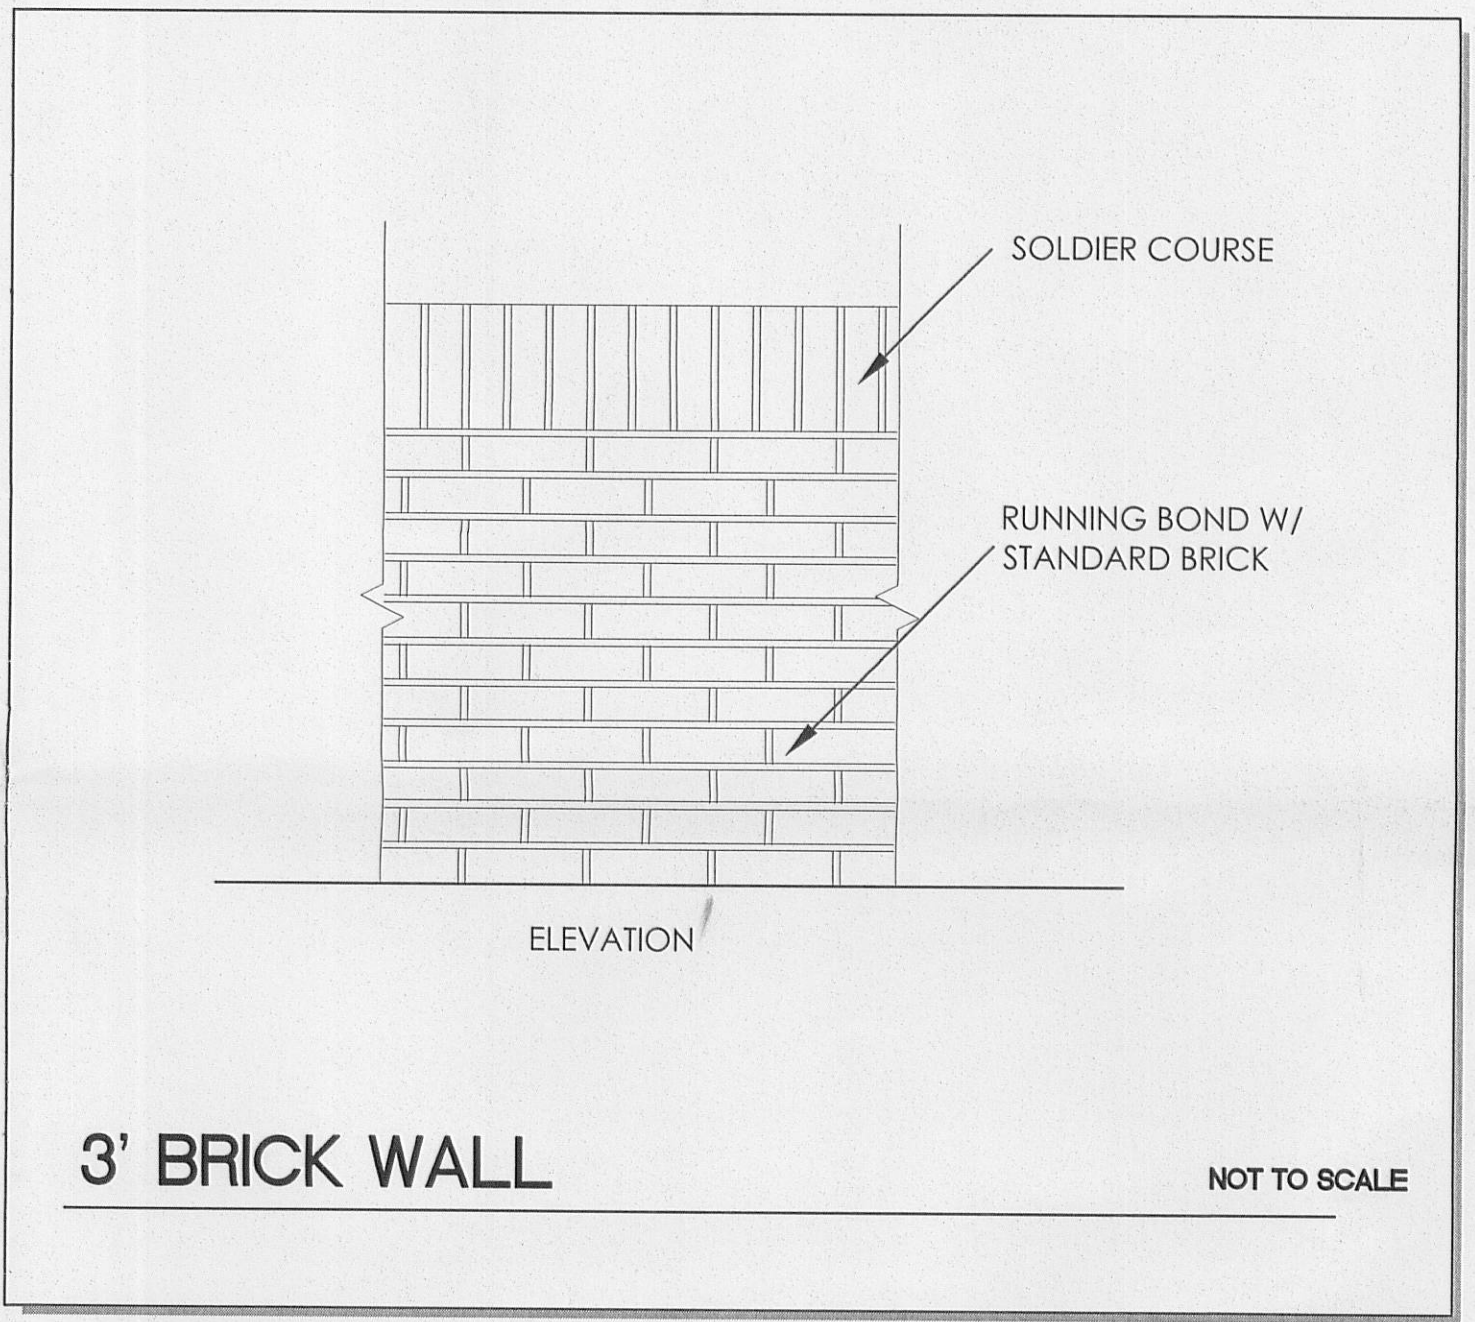 SOLDIER COURSE
RUNNING BOND W/
STANDARD BRICK
ELEVATION
3' BRICK WALL
NOT TO SCALE